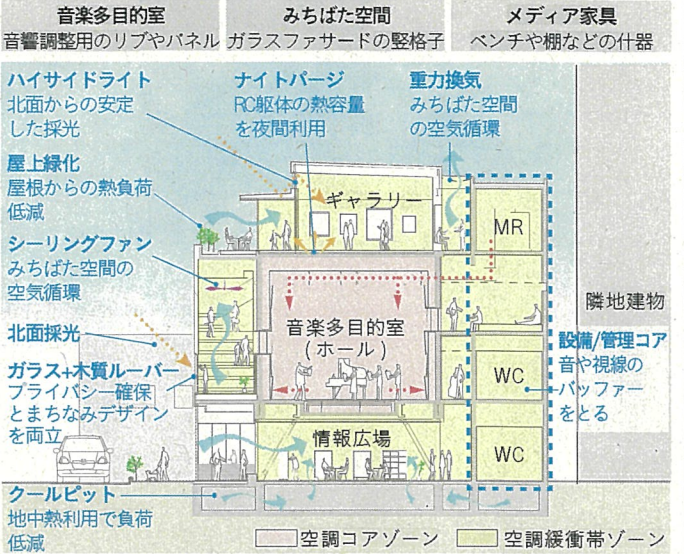 音楽多目的室
音響調整用のリブやパネル
みちばた空間
ガラスファサードの竪格子
メディア家具
ベンチや棚などの什器
ハイサイドライト
北面からの安定
した採光
ナイトパージ
RC躯体の熱容量
を夜間利用
重力換気
みちばた空間
の空気循環
屋上緑化
屋根からの熱負荷
低減
ギャラリー
MR
シーリングファン
みちばた空間の
空気循環
隣地建物
北面採光
音楽多目的室
(ホール)
設備/管理コア
音や視線の
バッファー
をとる
ガラス+木質ルーバー
プライバシー確保
とまちなみデザイン
を両立
WC
情報広場
WC
クールピット
地中熱利用で負荷
低減
空調コアゾーン
空調緩衝帯ゾーン